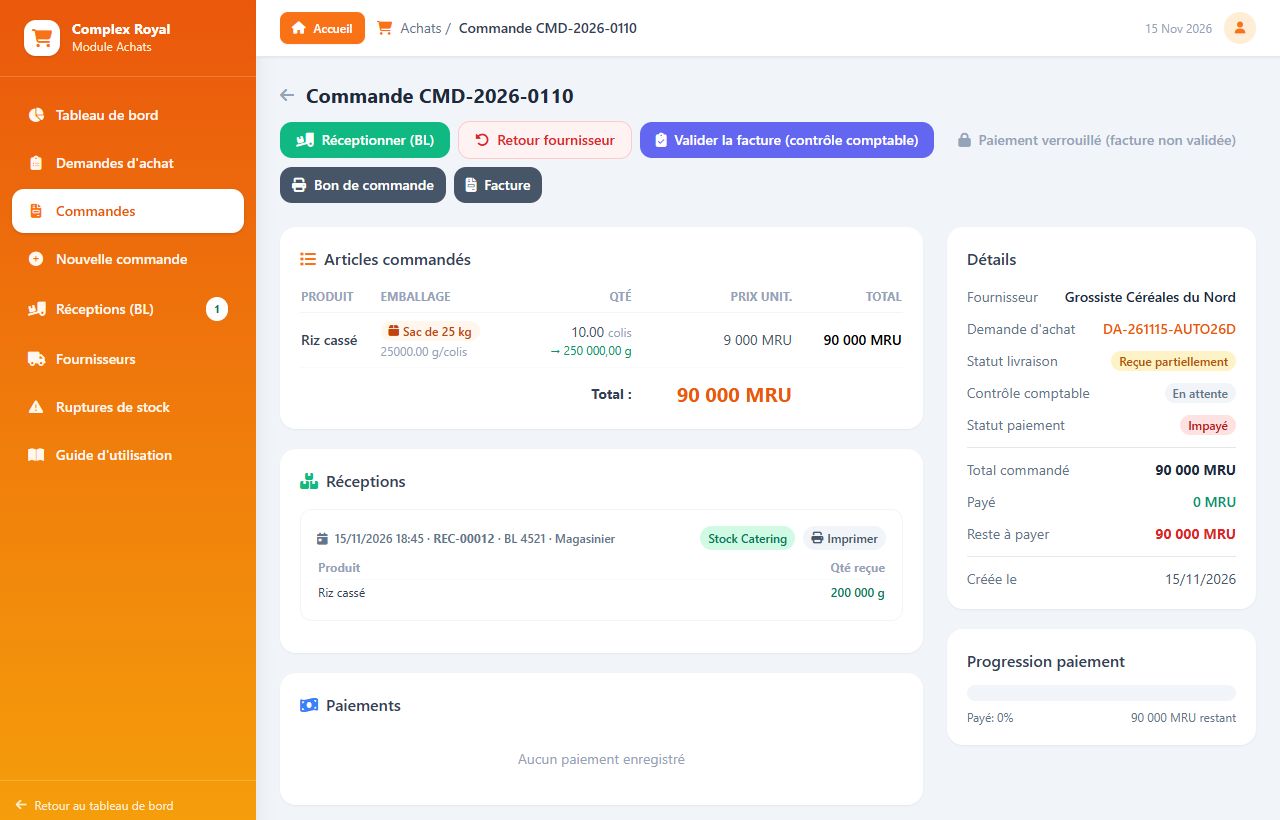 Complex Royal
Module Achats
Tableau de bord
Demandes d'achat
Commandes
Nouvelle commande
Réceptions (BL) 1
Fournisseurs
Ruptures de stock
Guide d'utilisation
Retour au tableau de bord
Accueil Achats / Commande CMD-2026-0110 15 Nov 2026
Commande CMD-2026-0110
Réceptionner (BL) Retour fournisseur Valider la facture (contrôle comptable) Paiement verrouillé (facture non validée)
Bon de commande Facture
Articles commandés
PRODUIT EMBALLAGE QTÉ PRIX UNIT. TOTAL
Riz cassé Sac de 25 kg 10.00 colis 9 000 MRU 90 000 MRU
25000.00 g/colis → 250 000,00 g
Total : 90 000 MRU
Réceptions
15/11/2026 18:45 · REC-00012 · BL 4521 · Magasinier Stock Catering Imprimer
Produit Qté reçue
Riz cassé 200 000 g
Paiements
Aucun paiement enregistré
Détails
Fournisseur Grossiste Céréales du Nord
Demande d'achat DA-261115-AUTO26D
Statut livraison Reçue partiellement
Contrôle comptable En attente
Statut paiement Impayé
Total commandé 90 000 MRU
Payé 0 MRU
Reste à payer 90 000 MRU
Créée le 15/11/2026
Progression paiement
Payé: 0% 90 000 MRU restant